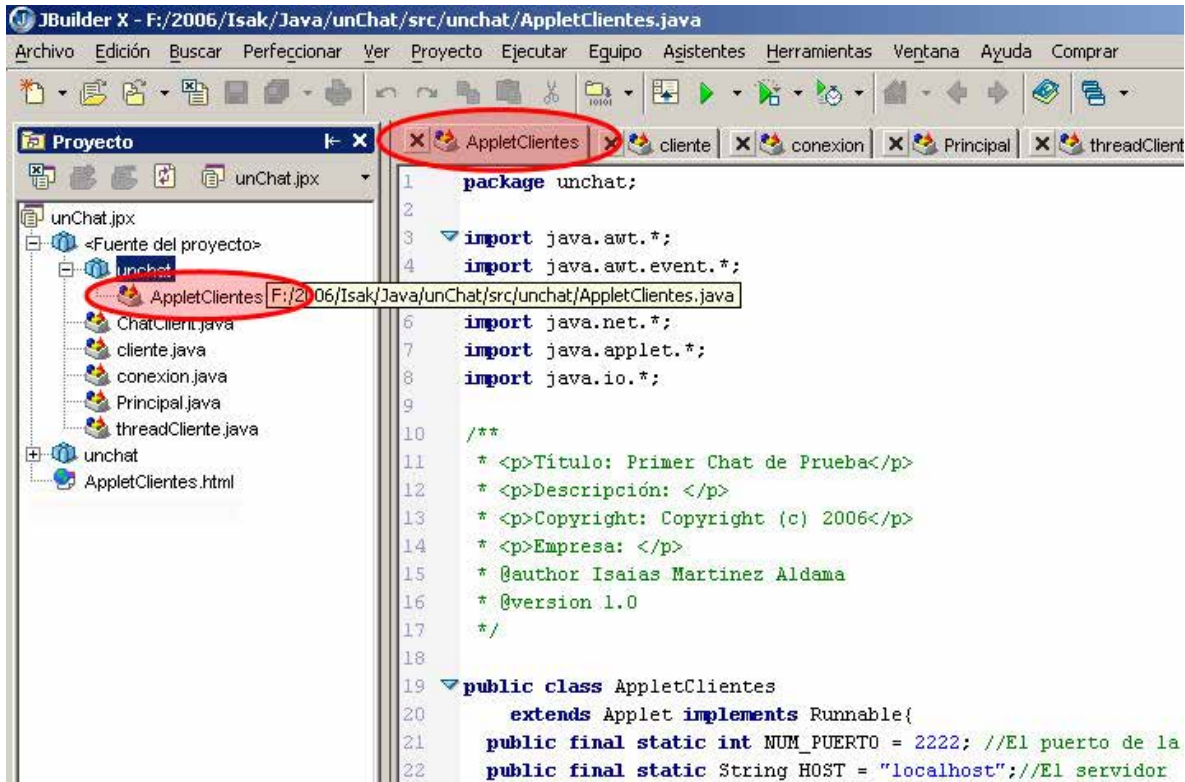 JBuilder X - F:/2006/Isak/Java/unChat/src/unchat/AppletClientes.java
Archivo Edición Buscar Perfeccionar Ver Proyecto Ejecutar Equipo Asistentes Herramientas Ventana Ayuda Comprar
Proyecto
unChat.jpx
unChat.jpx
<Fuente del proyecto>
unchat
AppletClientes
F:/2006/Isak/Java/unChat/src/unchat/AppletClientes.java
ChatClient.java
cliente.java
conexion.java
Principal.java
threadCliente.java
unchat
AppletClientes.html
AppletClientes cliente conexion Principal threadClient
1 package unchat;
2
3 import java.awt.*;
4 import java.awt.event.*;
6 import java.net.*;
7 import java.applet.*;
8 import java.io.*;
9
10 /**
11 * <p>Título: Primer Chat de Prueba</p>
12 * <p>Descripción: </p>
13 * <p>Copyright: Copyright (c) 2006</p>
14 * <p>Empresa: </p>
15 * @author Isaias Martinez Aldama
16 * @version 1.0
17 */
18
19 public class AppletClientes
20 extends Applet implements Runnable{
21 public final static int NUM_PUERTO = 2222; //El puerto de la
22 public final static String HOST = "localhost";//El servidor